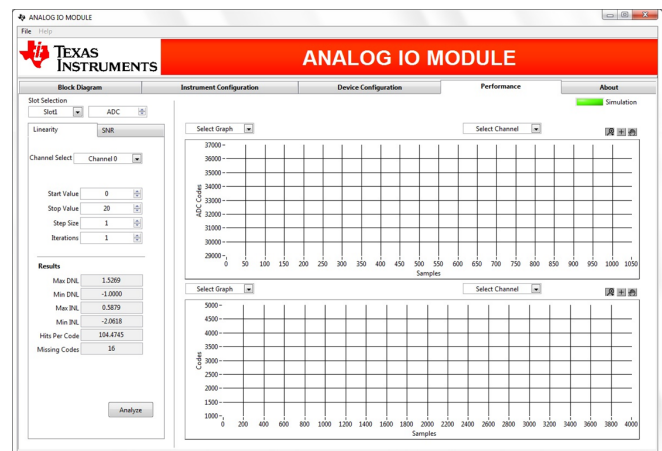 ANALOG IO MODULE
File Help
TEXAS INSTRUMENTS
ANALOG IO MODULE
Block Diagram Instrument Configuration Device Configuration Performance About
Slot Selection
Simulation
Slot1 ADC
Linearity SNR
Channel Select Channel 0
Start Value 0
Stop Value 20
Step Size 1
Iterations 1
Results
Max DNL 1.5269
Min DNL -1.0000
Max INL 0.5879
Min INL -2.0618
Hits Per Code 104.4745
Missing Codes 16
Analyze
Select Graph Select Channel
ADC Codes
37000
36000
35000
34000
33000
32000
31000
30000
29000
0 50 100 150 200 250 300 350 400 450 500 550 600 650 700 750 800 850 900 950 1000 1050
Samples
Select Graph Select Channel
Codes
5000
4500
4000
3500
3000
2500
2000
1500
1000
0 200 400 600 800 1000 1200 1400 1600 1800 2000 2200 2400 2600 2800 3000 3200 3400 3600 3800 4000
Samples